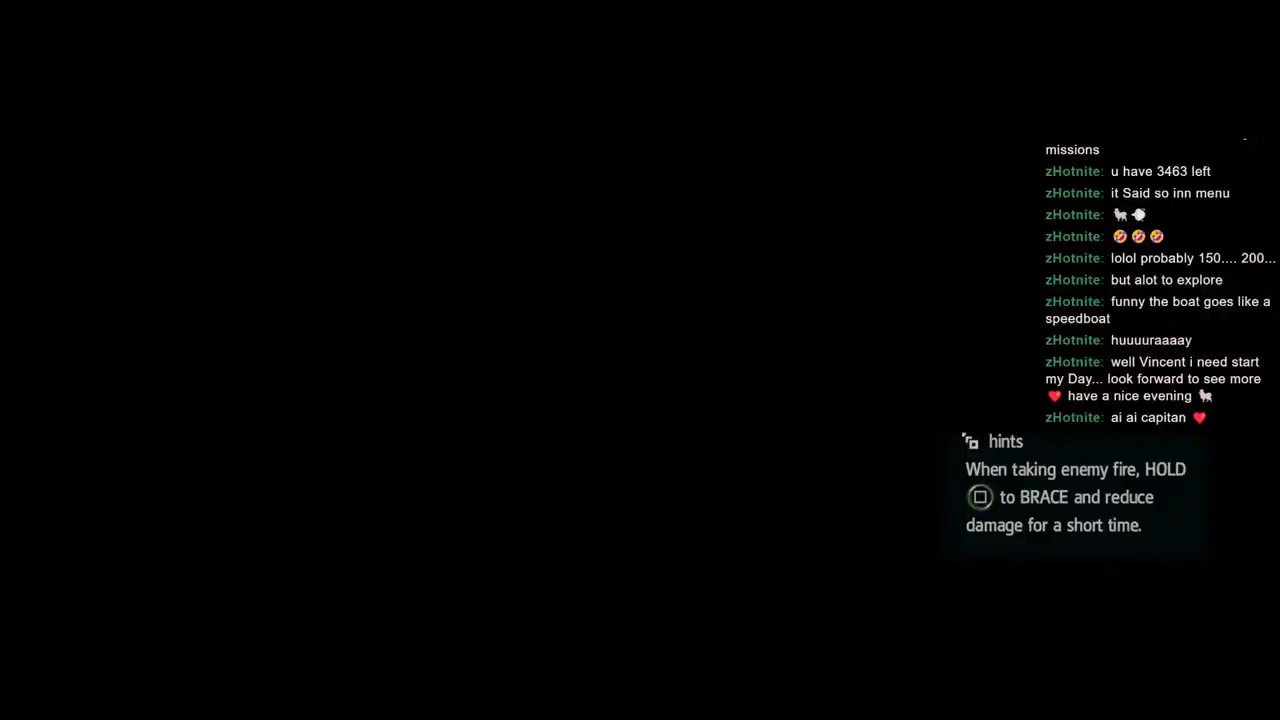 missions
zHotnite: u have 3463 left
zHotnite: it Said so inn menu
zHotnite: 🐩 💨
zHotnite: 🤣 🤣 🤣
zHotnite: lolol probably 150.... 200...
zHotnite: but alot to explore
zHotnite: funny the boat goes like a
speedboat
zHotnite: huuuuraaaay
zHotnite: well Vincent i need start
my Day... look forward to see more
❤️ have a nice evening 🐩
zHotnite: ai ai capitan ❤️
hints
When taking enemy fire, HOLD
to BRACE and reduce
damage for a short time.